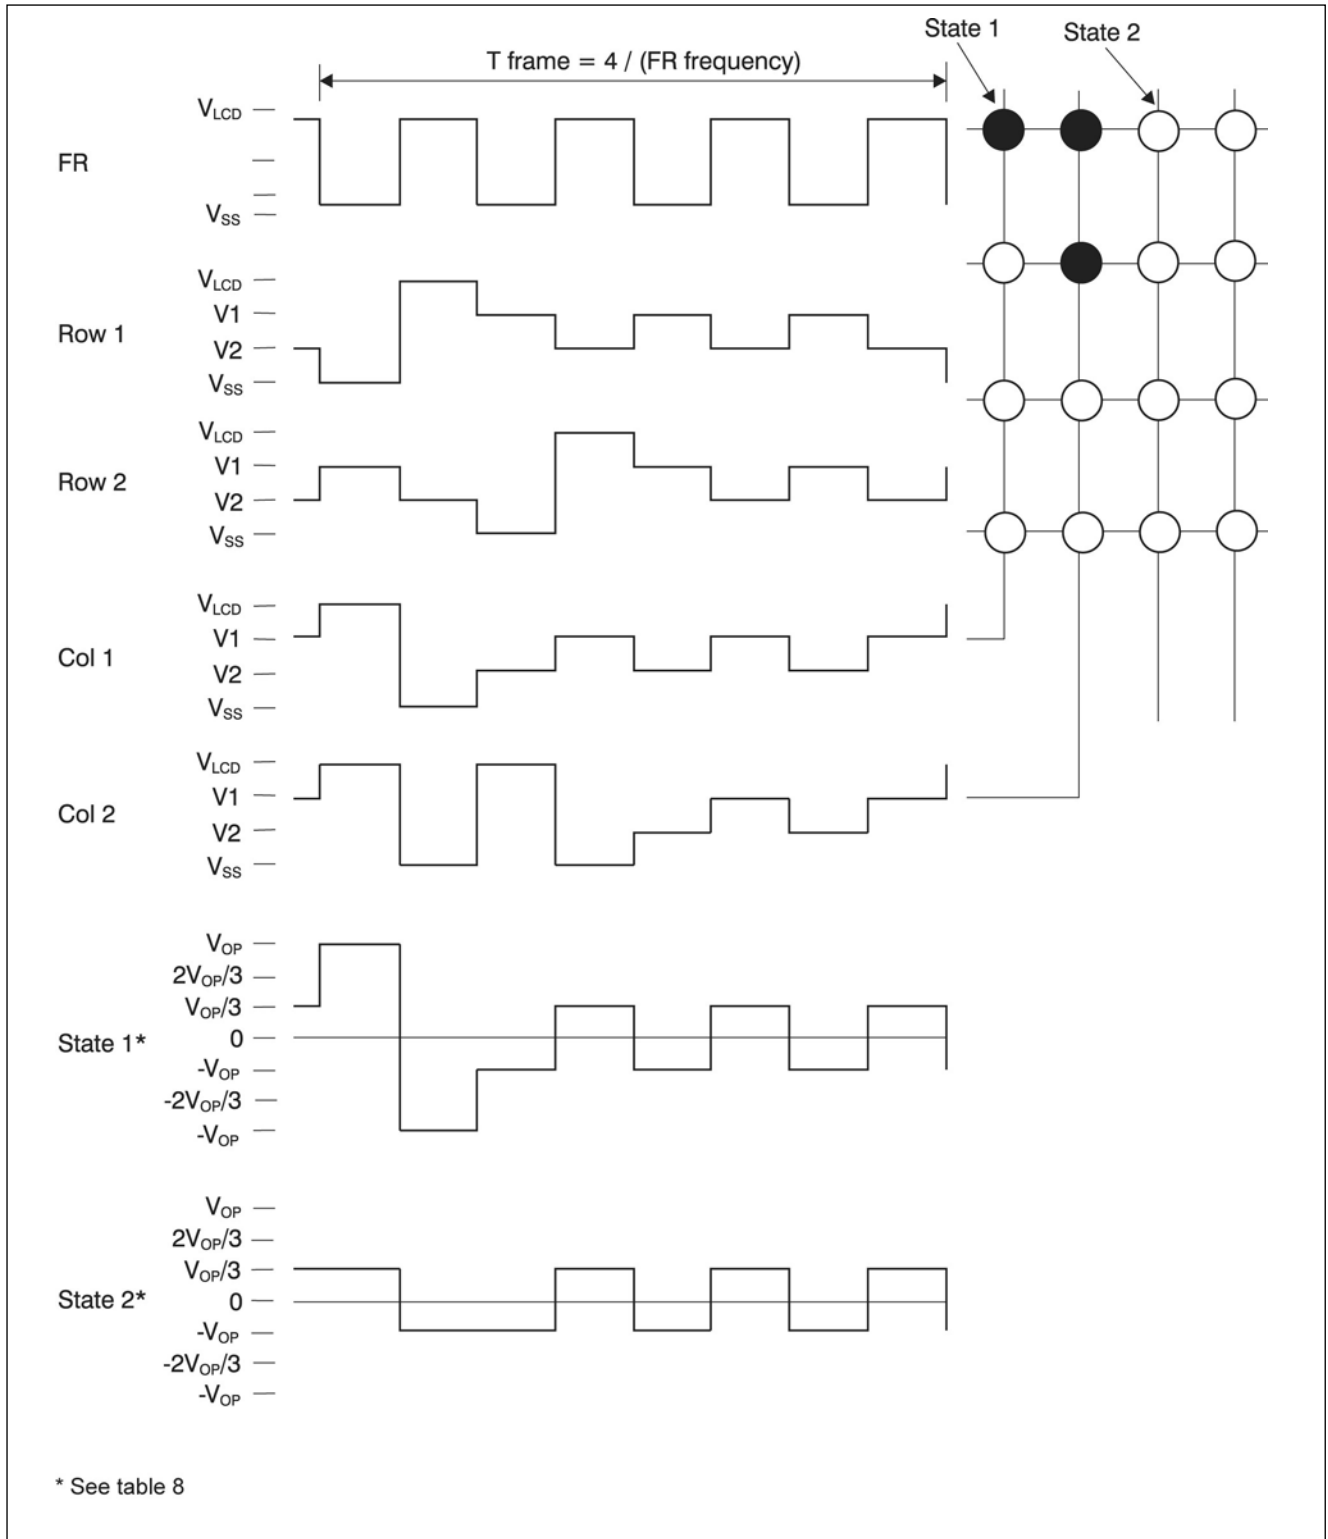 State 1
State 2
T frame = 4 / (FR frequency)
FR
VLCD
VSS
Row 1
VLCD
V1
V2
VSS
Row 2
VLCD
V1
V2
VSS
Col 1
VLCD
V1
V2
VSS
Col 2
VLCD
V1
V2
VSS
State 1*
VOP
2VOP/3
VOP/3
0
-VOP
-2VOP/3
-VOP
State 2*
VOP
2VOP/3
VOP/3
0
-VOP
-2VOP/3
-VOP
* See table 8